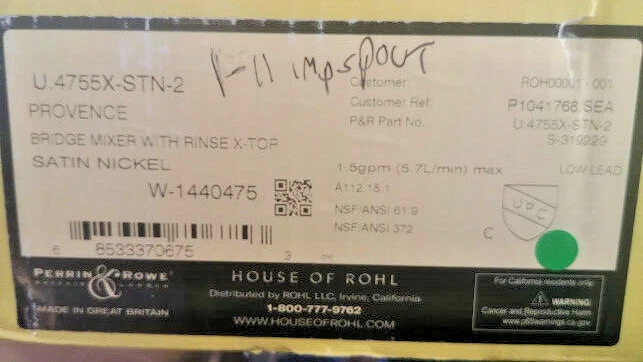 1-11 imp spout
U.4755X-STN-2
PROVENCE
BRIDGE MIXER WITH RINSE X-TOP
SATIN NICKEL
W-1440475
6 8533370675 3
Customer ROH00001 - 001
Customer Ref: P1041768 SEA
P&R Part No. U.4755X-STN-2
S-319229
1.5gpm (5.7L/min) max LOW LEAD
A112.18.1
NSF/ANSI 61.9
NSF/ANSI 372
UPC
C
PERRIN & ROWE
MADE IN GREAT BRITAIN
HOUSE OF ROHL
Distributed by ROHL LLC, Irvine, California
1-800-777-9762
WWW.HOUSEOFROHL.COM
For California residents only
WARNING
Cancer and Reproductive Harm
www.p65warnings.ca.gov